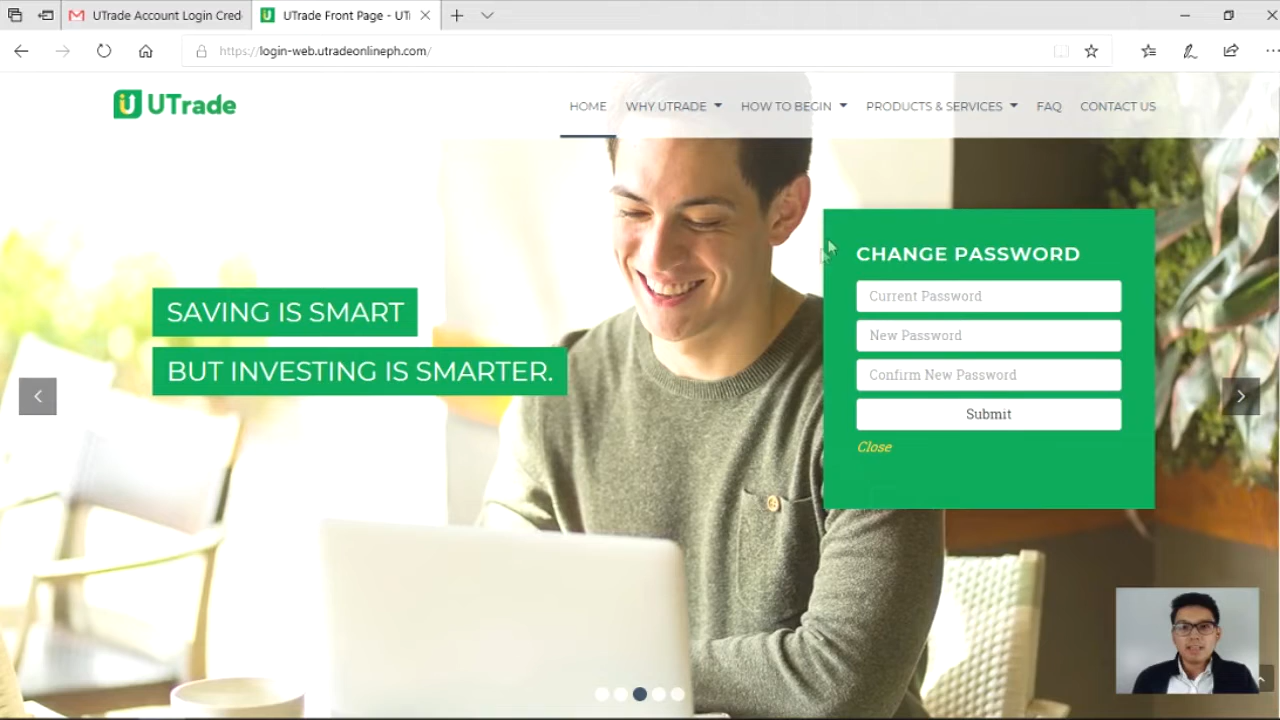 UTrade Account Login Cred
UTrade Front Page - UT
https://login-web.utradeonlineph.com/
U UTrade
HOME WHY UTRADE HOW TO BEGIN PRODUCTS & SERVICES FAQ CONTACT US
SAVING IS SMART
BUT INVESTING IS SMARTER.
CHANGE PASSWORD
Current Password
New Password
Confirm New Password
Submit
Close